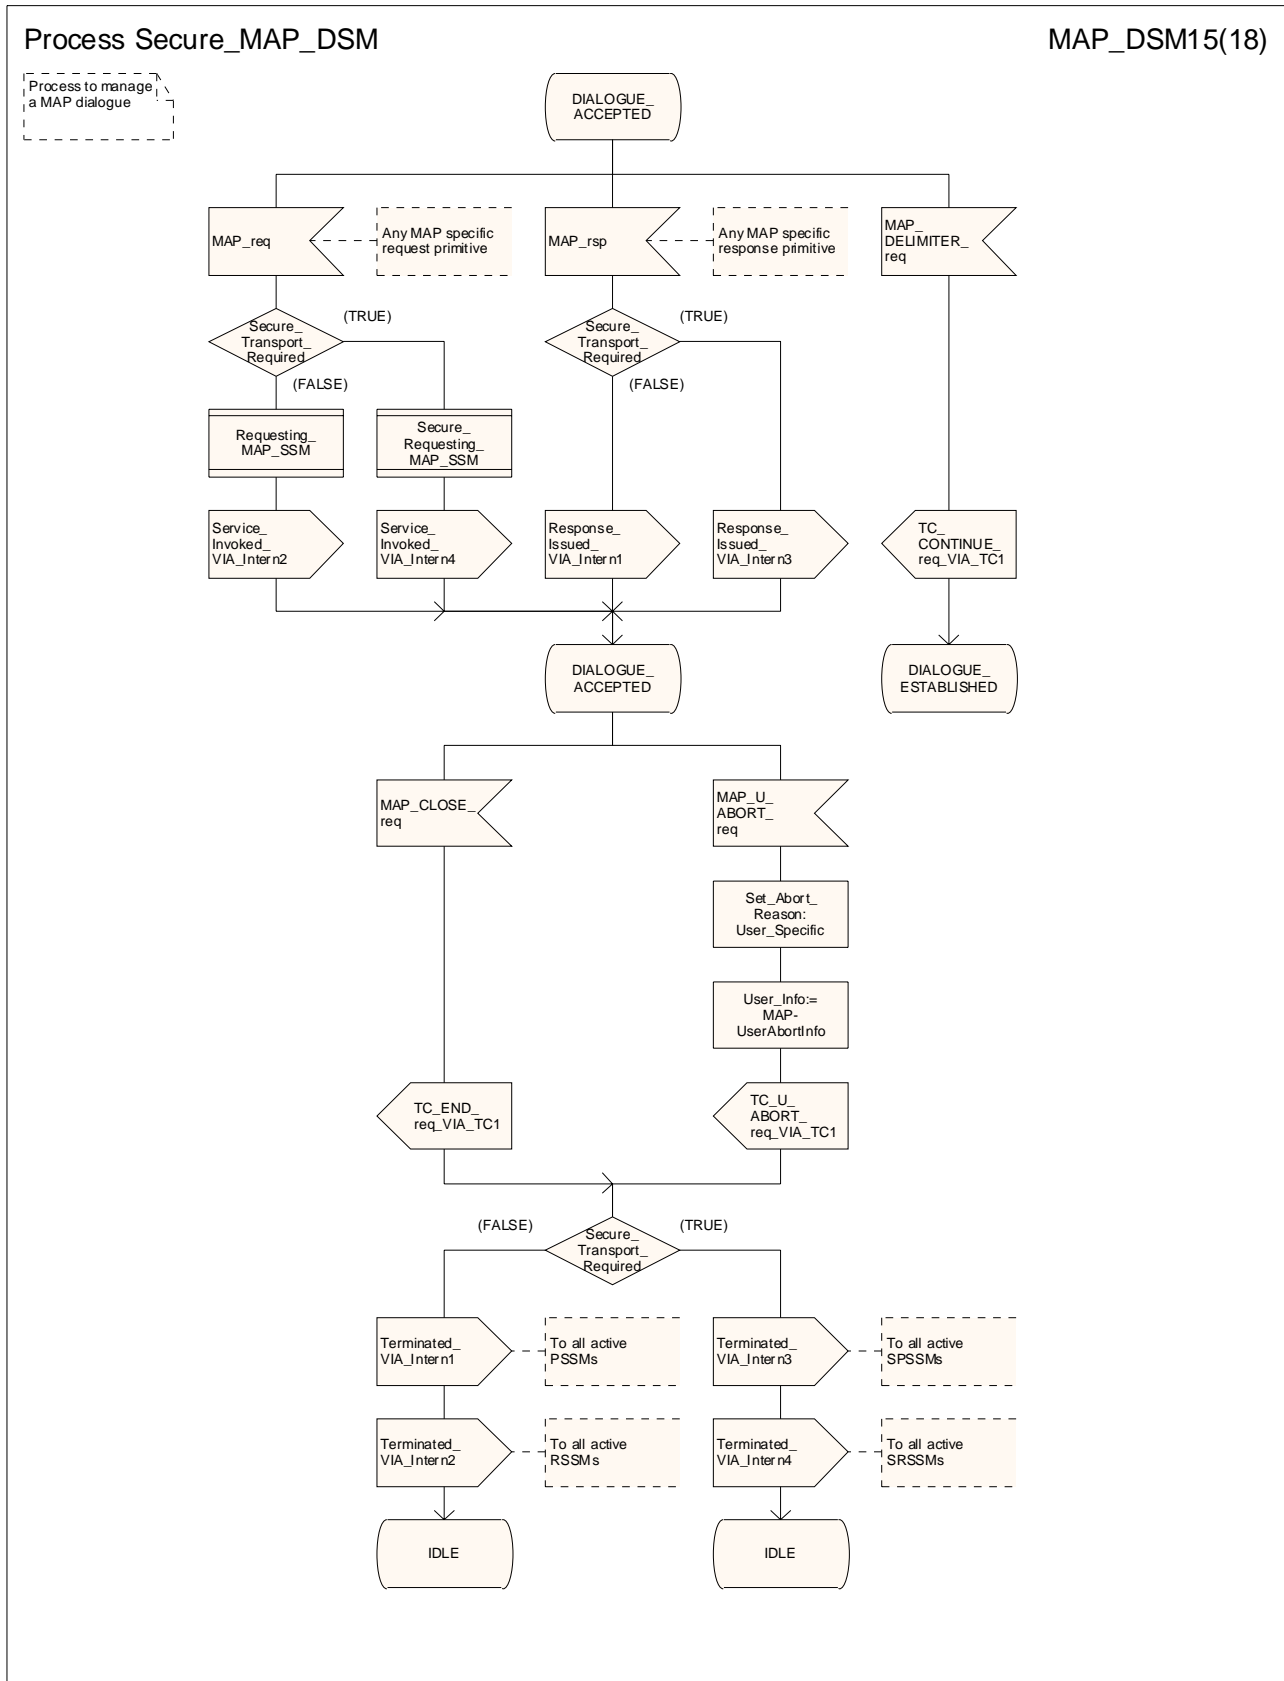 Process Secure_MAP_DSM
MAP_DSM15(18)
Process to manage
a MAP dialogue
DIALOGUE_
ACCEPTED
MAP_req
Any MAP specific
request primitive
MAP_rsp
Any MAP specific
response primitive
MAP_
DELIMITER_
req
Secure_
Transport_
Required
(TRUE)
(FALSE)
Secure_
Transport_
Required
(TRUE)
(FALSE)
Requesting_
MAP_SSM
Secure_
Requesting_
MAP_SSM
Service_
Invoked_
VIA_Intern2
Service_
Invoked_
VIA_Intern4
Response_
Issued_
VIA_Intern1
Response_
Issued_
VIA_Intern3
TC_
CONTINUE_
req_VIA_TC1
DIALOGUE_
ACCEPTED
DIALOGUE_
ESTABLISHED
MAP_CLOSE_
req
MAP_U_
ABORT_
req
Set_Abort_
Reason:
User_Specific
User_Info:=
MAP-
UserAbortInfo
TC_END_
req_VIA_TC1
TC_U_
ABORT_
req_VIA_TC1
(FALSE)
Secure_
Transport_
Required
(TRUE)
Terminated_
VIA_Intern1
To all active
PSSMs
Terminated_
VIA_Intern3
To all active
SPSSMs
Terminated_
VIA_Intern2
To all active
RSSMs
Terminated_
VIA_Intern4
To all active
SRSSMs
IDLE
IDLE